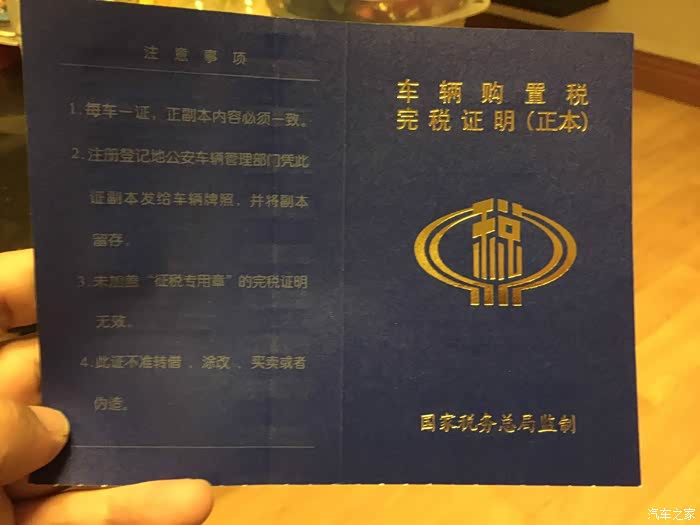 注意事项
1.每车一证，正副本内容必须一致。
2.注册登记地公安车辆管理部门凭此
证副本发给车辆牌照，并将副本
留存。
3.未加盖“征税专用章”的完税证明
无效。
4.此证不准转借、涂改、买卖或者
伪造。
车辆购置税
完税证明(正本)
税
国家税务总局监制
汽车之家